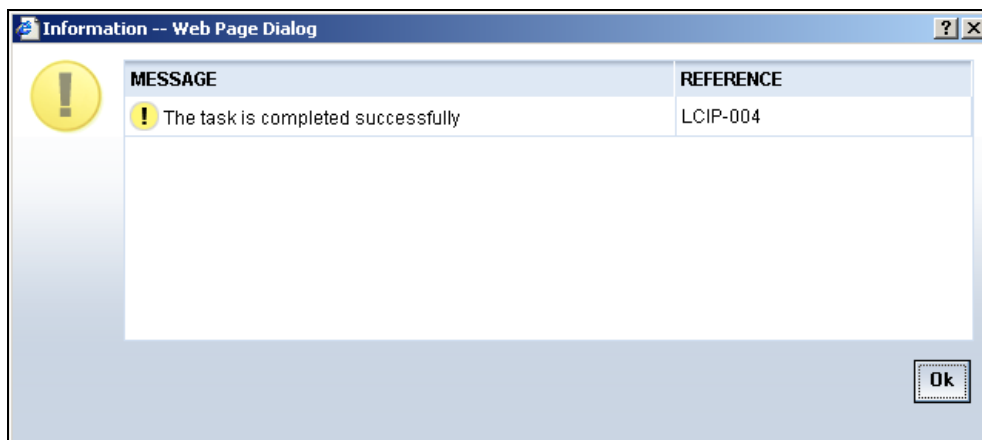 Information -- Web Page Dialog
MESSAGE REFERENCE
The task is completed successfully LCIP-004
Ok